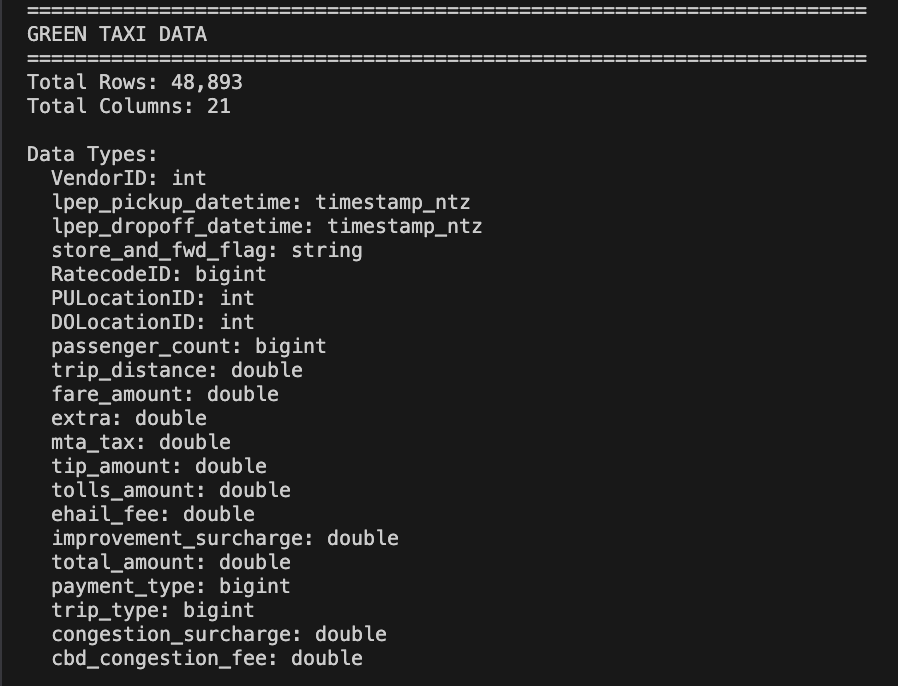 ======================================================================
GREEN TAXI DATA
======================================================================
Total Rows: 48,893
Total Columns: 21

Data Types:
  VendorID: int
  lpep_pickup_datetime: timestamp_ntz
  lpep_dropoff_datetime: timestamp_ntz
  store_and_fwd_flag: string
  RatecodeID: bigint
  PULocationID: int
  DOLocationID: int
  passenger_count: bigint
  trip_distance: double
  fare_amount: double
  extra: double
  mta_tax: double
  tip_amount: double
  tolls_amount: double
  ehail_fee: double
  improvement_surcharge: double
  total_amount: double
  payment_type: bigint
  trip_type: bigint
  congestion_surcharge: double
  cbd_congestion_fee: double